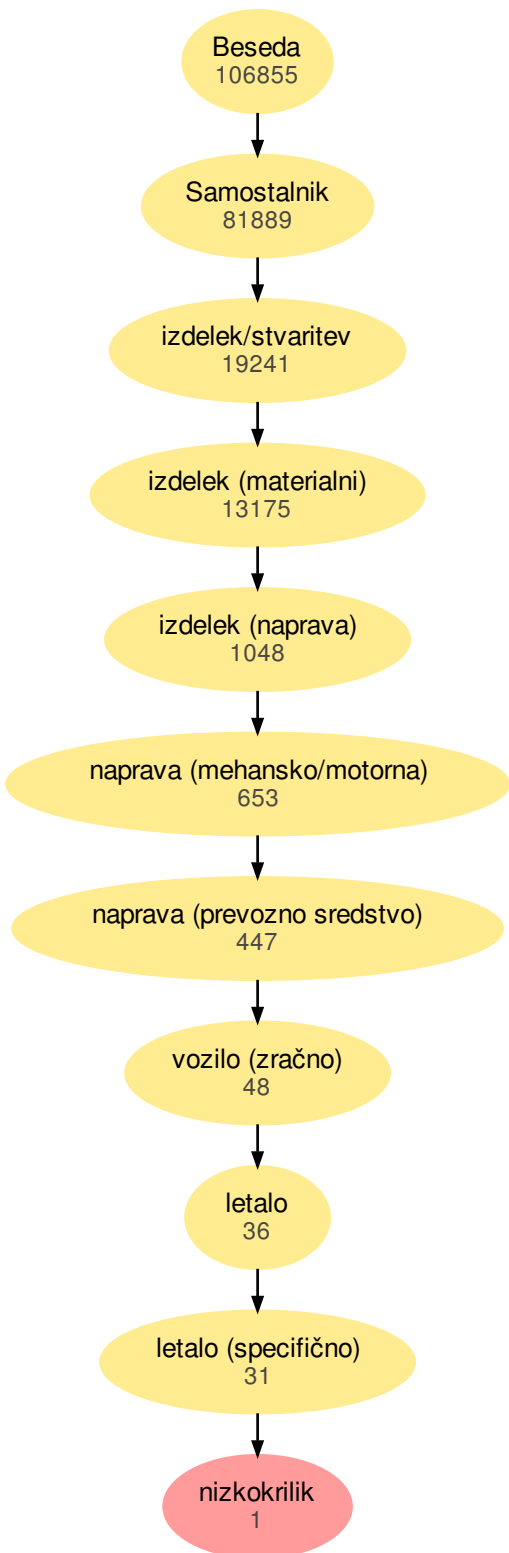 Beseda
106855
Samostalnik
81889
izdelek/stvaritev
19241
izdelek (materialni)
13175
izdelek (naprava)
1048
naprava (mehansko/motorna)
653
naprava (prevozno sredstvo)
447
vozilo (zračno)
48
letalo
36
letalo (specifično)
31
nizkokrilik
1